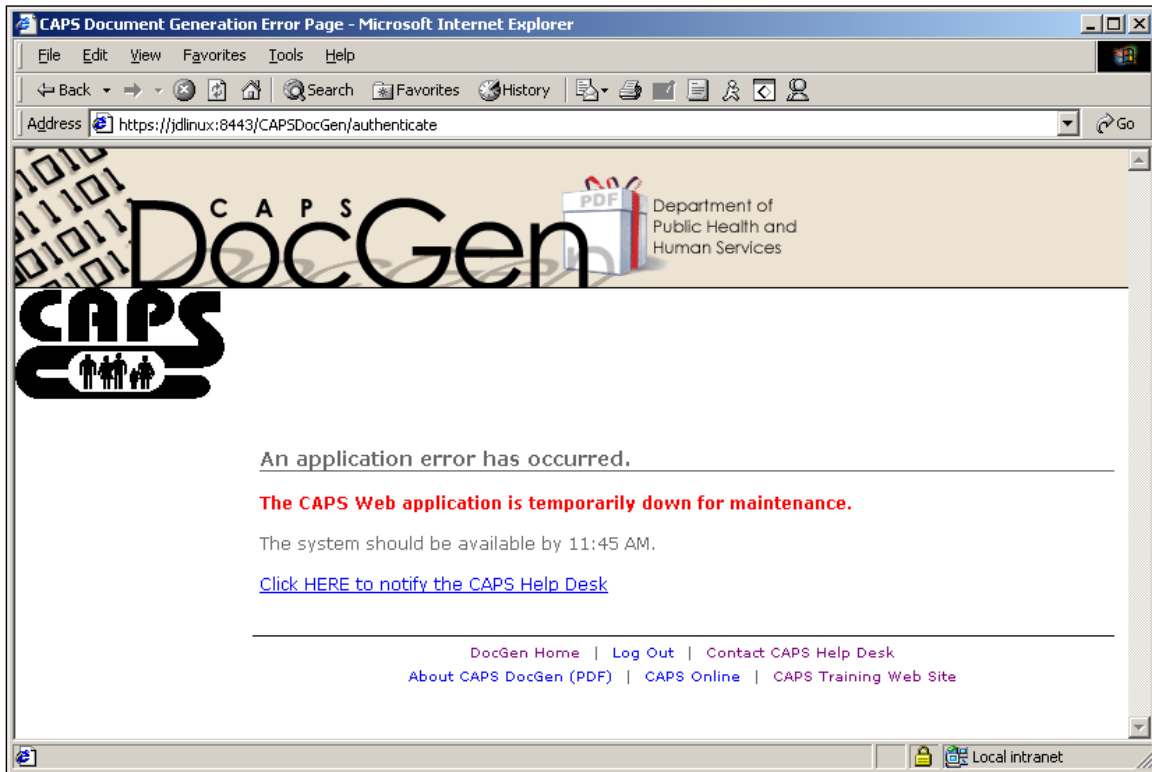 CAPS Document Generation Error Page - Microsoft Internet Explorer
File Edit View Favorites Tools Help
Back Search Favorites History
Address https://jdlinux:8443/CAPSDocGen/authenticate Go
01010
11101
01011
01010
CAPS
DocGen
PDF
Department of
Public Health and
Human Services
CAPS
An application error has occurred.
The CAPS Web application is temporarily down for maintenance.
The system should be available by 11:45 AM.
Click HERE to notify the CAPS Help Desk
DocGen Home | Log Out | Contact CAPS Help Desk
About CAPS DocGen (PDF) | CAPS Online | CAPS Training Web Site
Local intranet